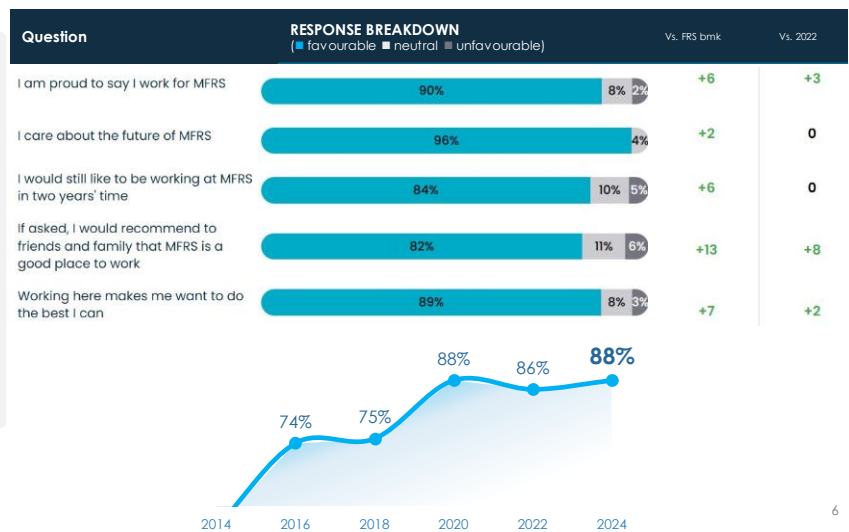 Question
RESPONSE BREAKDOWN
(■ favourable ■ neutral ■ unfavourable)
Vs. FRS bmk
Vs. 2022
I am proud to say I work for MFRS
90%
8%
2%
+6
+3
I care about the future of MFRS
96%
4%
+2
0
I would still like to be working at MFRS
in two years' time
84%
10%
5%
+6
0
If asked, I would recommend to
friends and family that MFRS is a
good place to work
82%
11%
6%
+13
+8
Working here makes me want to do
the best I can
89%
8%
3%
+7
+2
74%
75%
88%
86%
88%
2014
2016
2018
2020
2022
2024
6